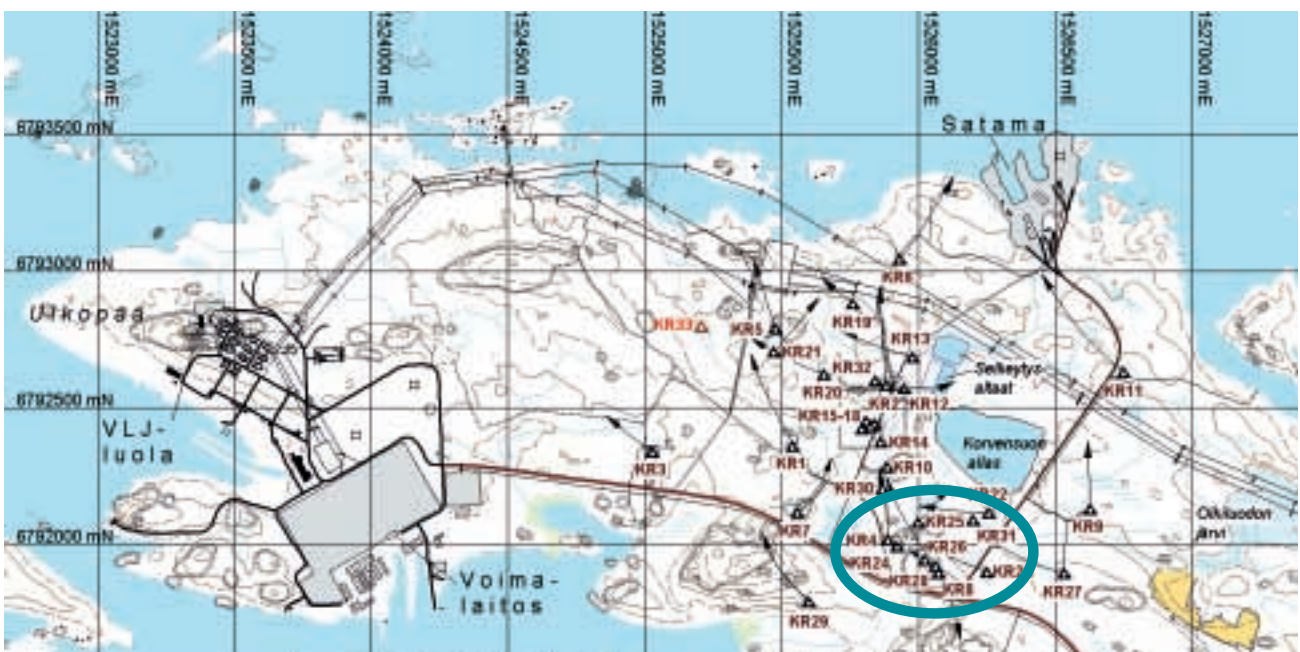 1523000 mE
1523500 mE
1524000 mE
1524500 mE
1525000 mE
1525500 mE
1526000 mE
1526500 mE
1527000 mE
6793500 mN
Satama
6793000 mN
KR6
Ulkopää
KR33
KR5
KR19
KR13
KR21
KR32
Selkeytys-
altaat
KR11
KR20
KR2
KR12
6792500 mN
KR15-18
VLJ-
luola
KR14
Korvensuon
allas
KR3
KR1
KR10
KR30
KR22
KR7
KR25
KR31
KR9
Olkiluodon
järvi
6792000 mN
KR4
KR26
KR24
KR28
KR8
KR27
Voima-
laitos
KR29